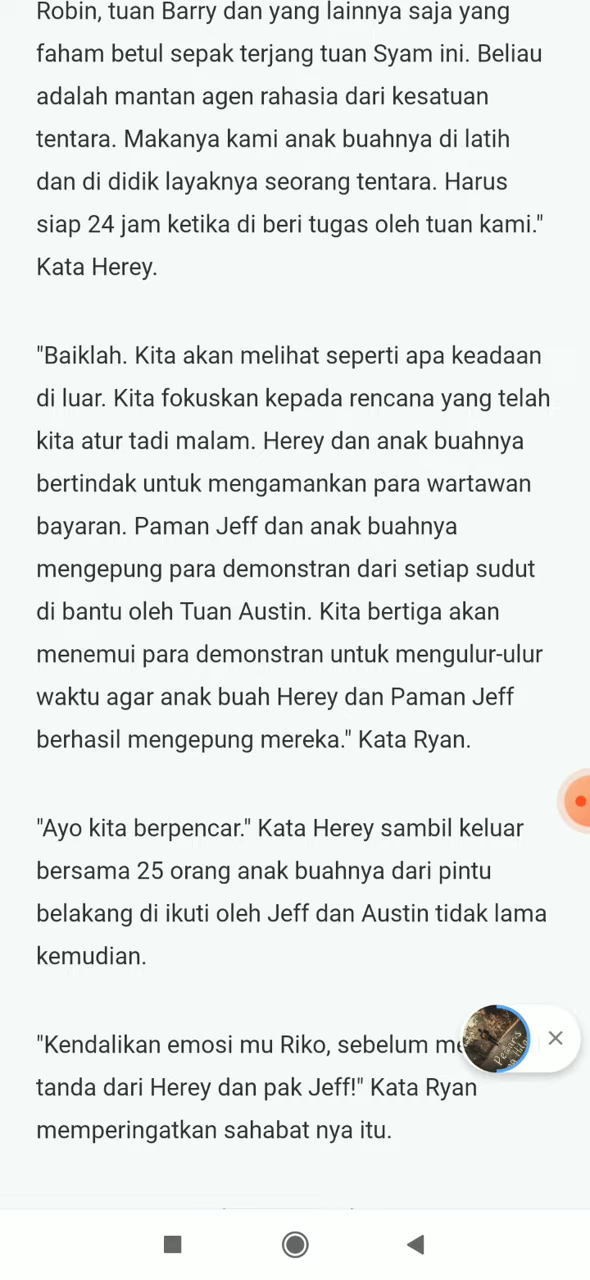 Robin, tuan Barry dan yang lainnya saja yang
faham betul sepak terjang tuan Syam ini. Beliau
adalah mantan agen rahasia dari kesatuan
tentara. Makanya kami anak buahnya di latih
dan di didik layaknya seorang tentara. Harus
siap 24 jam ketika di beri tugas oleh tuan kami."
Kata Herey.
"Baiklah. Kita akan melihat seperti apa keadaan
di luar. Kita fokuskan kepada rencana yang telah
kita atur tadi malam. Herey dan anak buahnya
bertindak untuk mengamankan para wartawan
bayaran. Paman Jeff dan anak buahnya
mengepung para demonstran dari setiap sudut
di bantu oleh Tuan Austin. Kita bertiga akan
menemui para demonstran untuk mengulur-ulur
waktu agar anak buah Herey dan Paman Jeff
berhasil mengepung mereka." Kata Ryan.
"Ayo kita berpencar." Kata Herey sambil keluar
bersama 25 orang anak buahnya dari pintu
belakang di ikuti oleh Jeff dan Austin tidak lama
kemudian.
"Kendalikan emosi mu Riko, sebelum
tanda dari Herey dan pak Jeff!" Kata Ryan
memperingatkan sahabat nya itu.